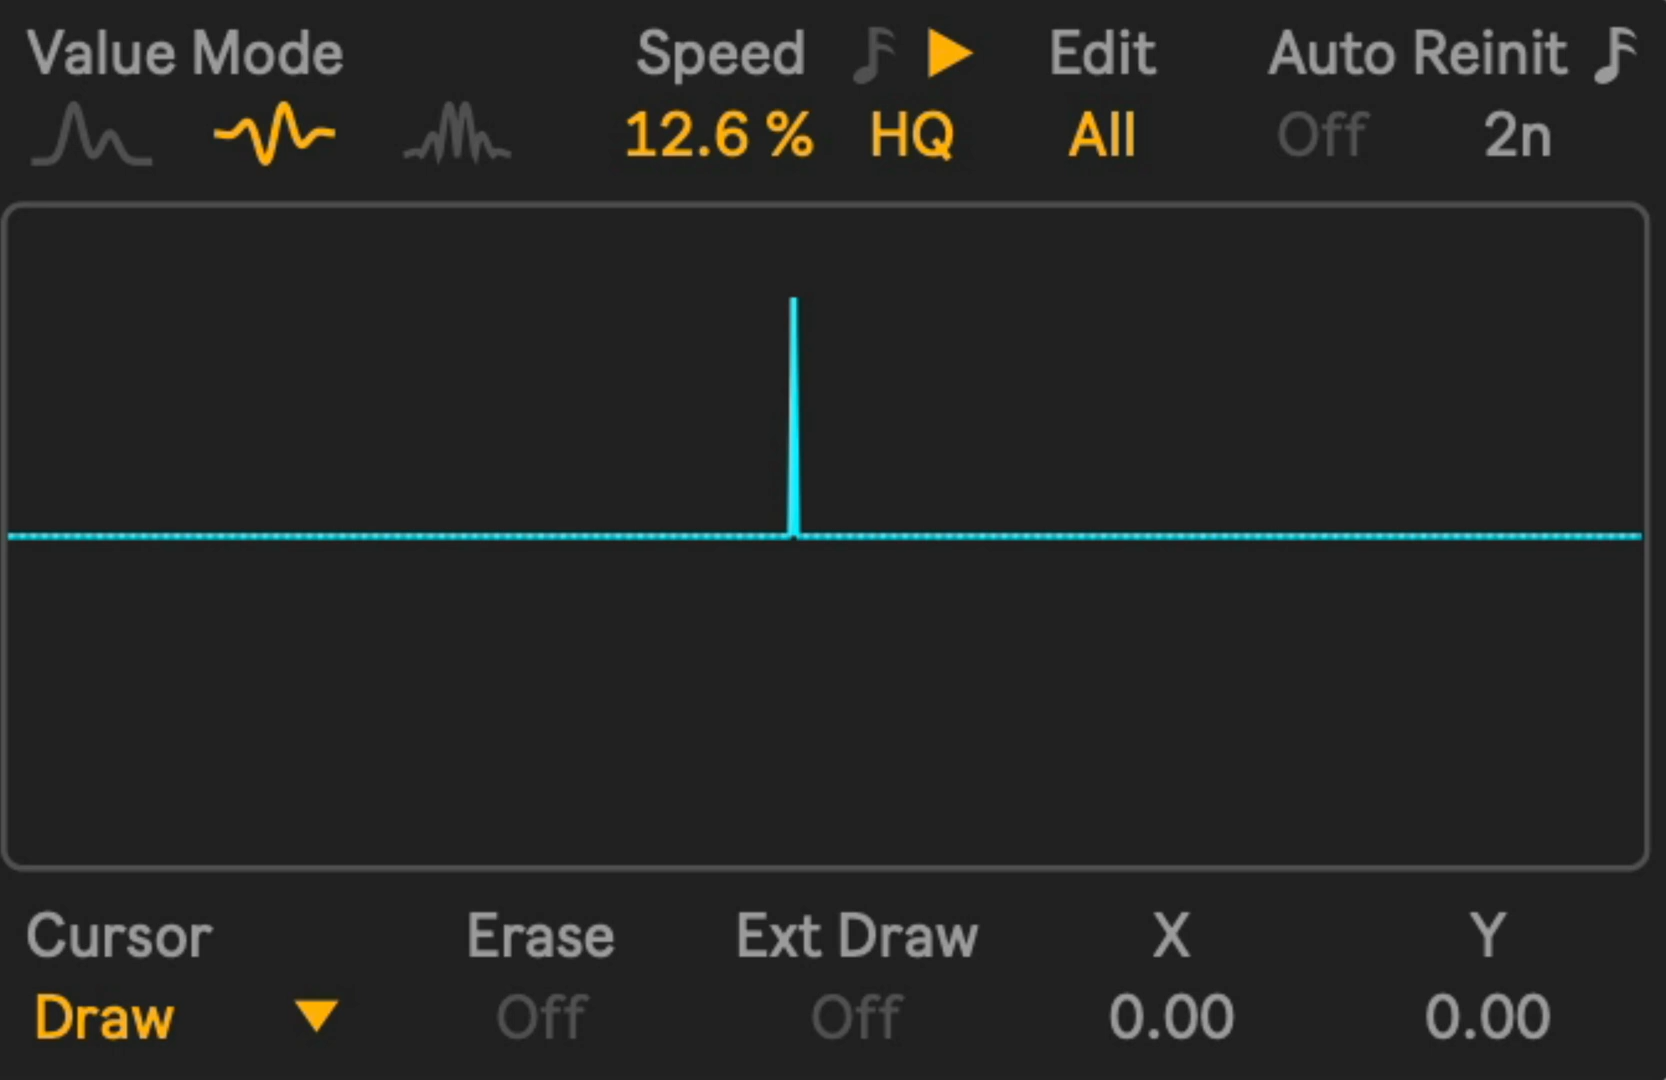 Value Mode Speed Edit Auto Reinit
12.6 % HQ All Off 2n
Cursor Erase Ext Draw X Y
Draw Off Off 0.00 0.00